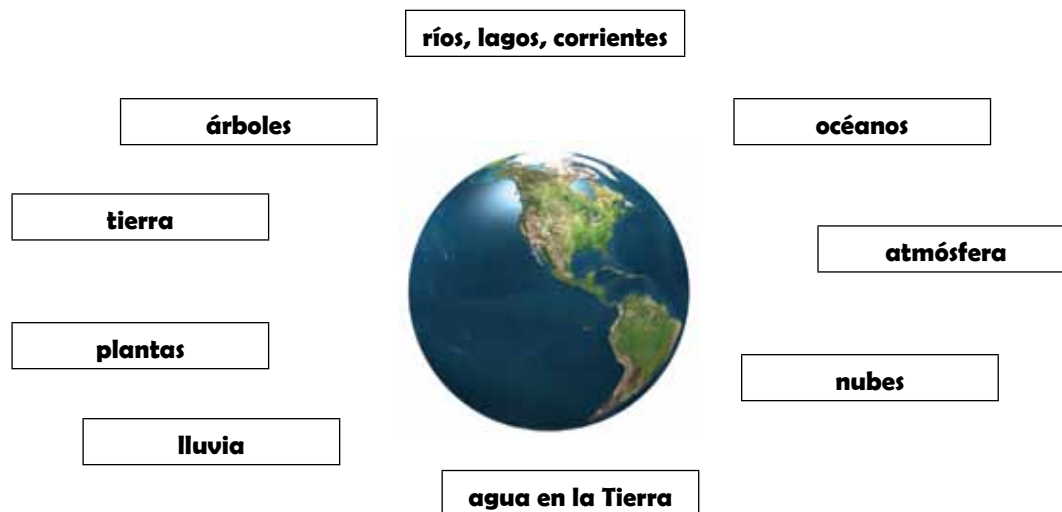 ríos, lagos, corrientes
árboles
océanos
tierra
atmósfera
plantas
nubes
lluvia
agua en la Tierra